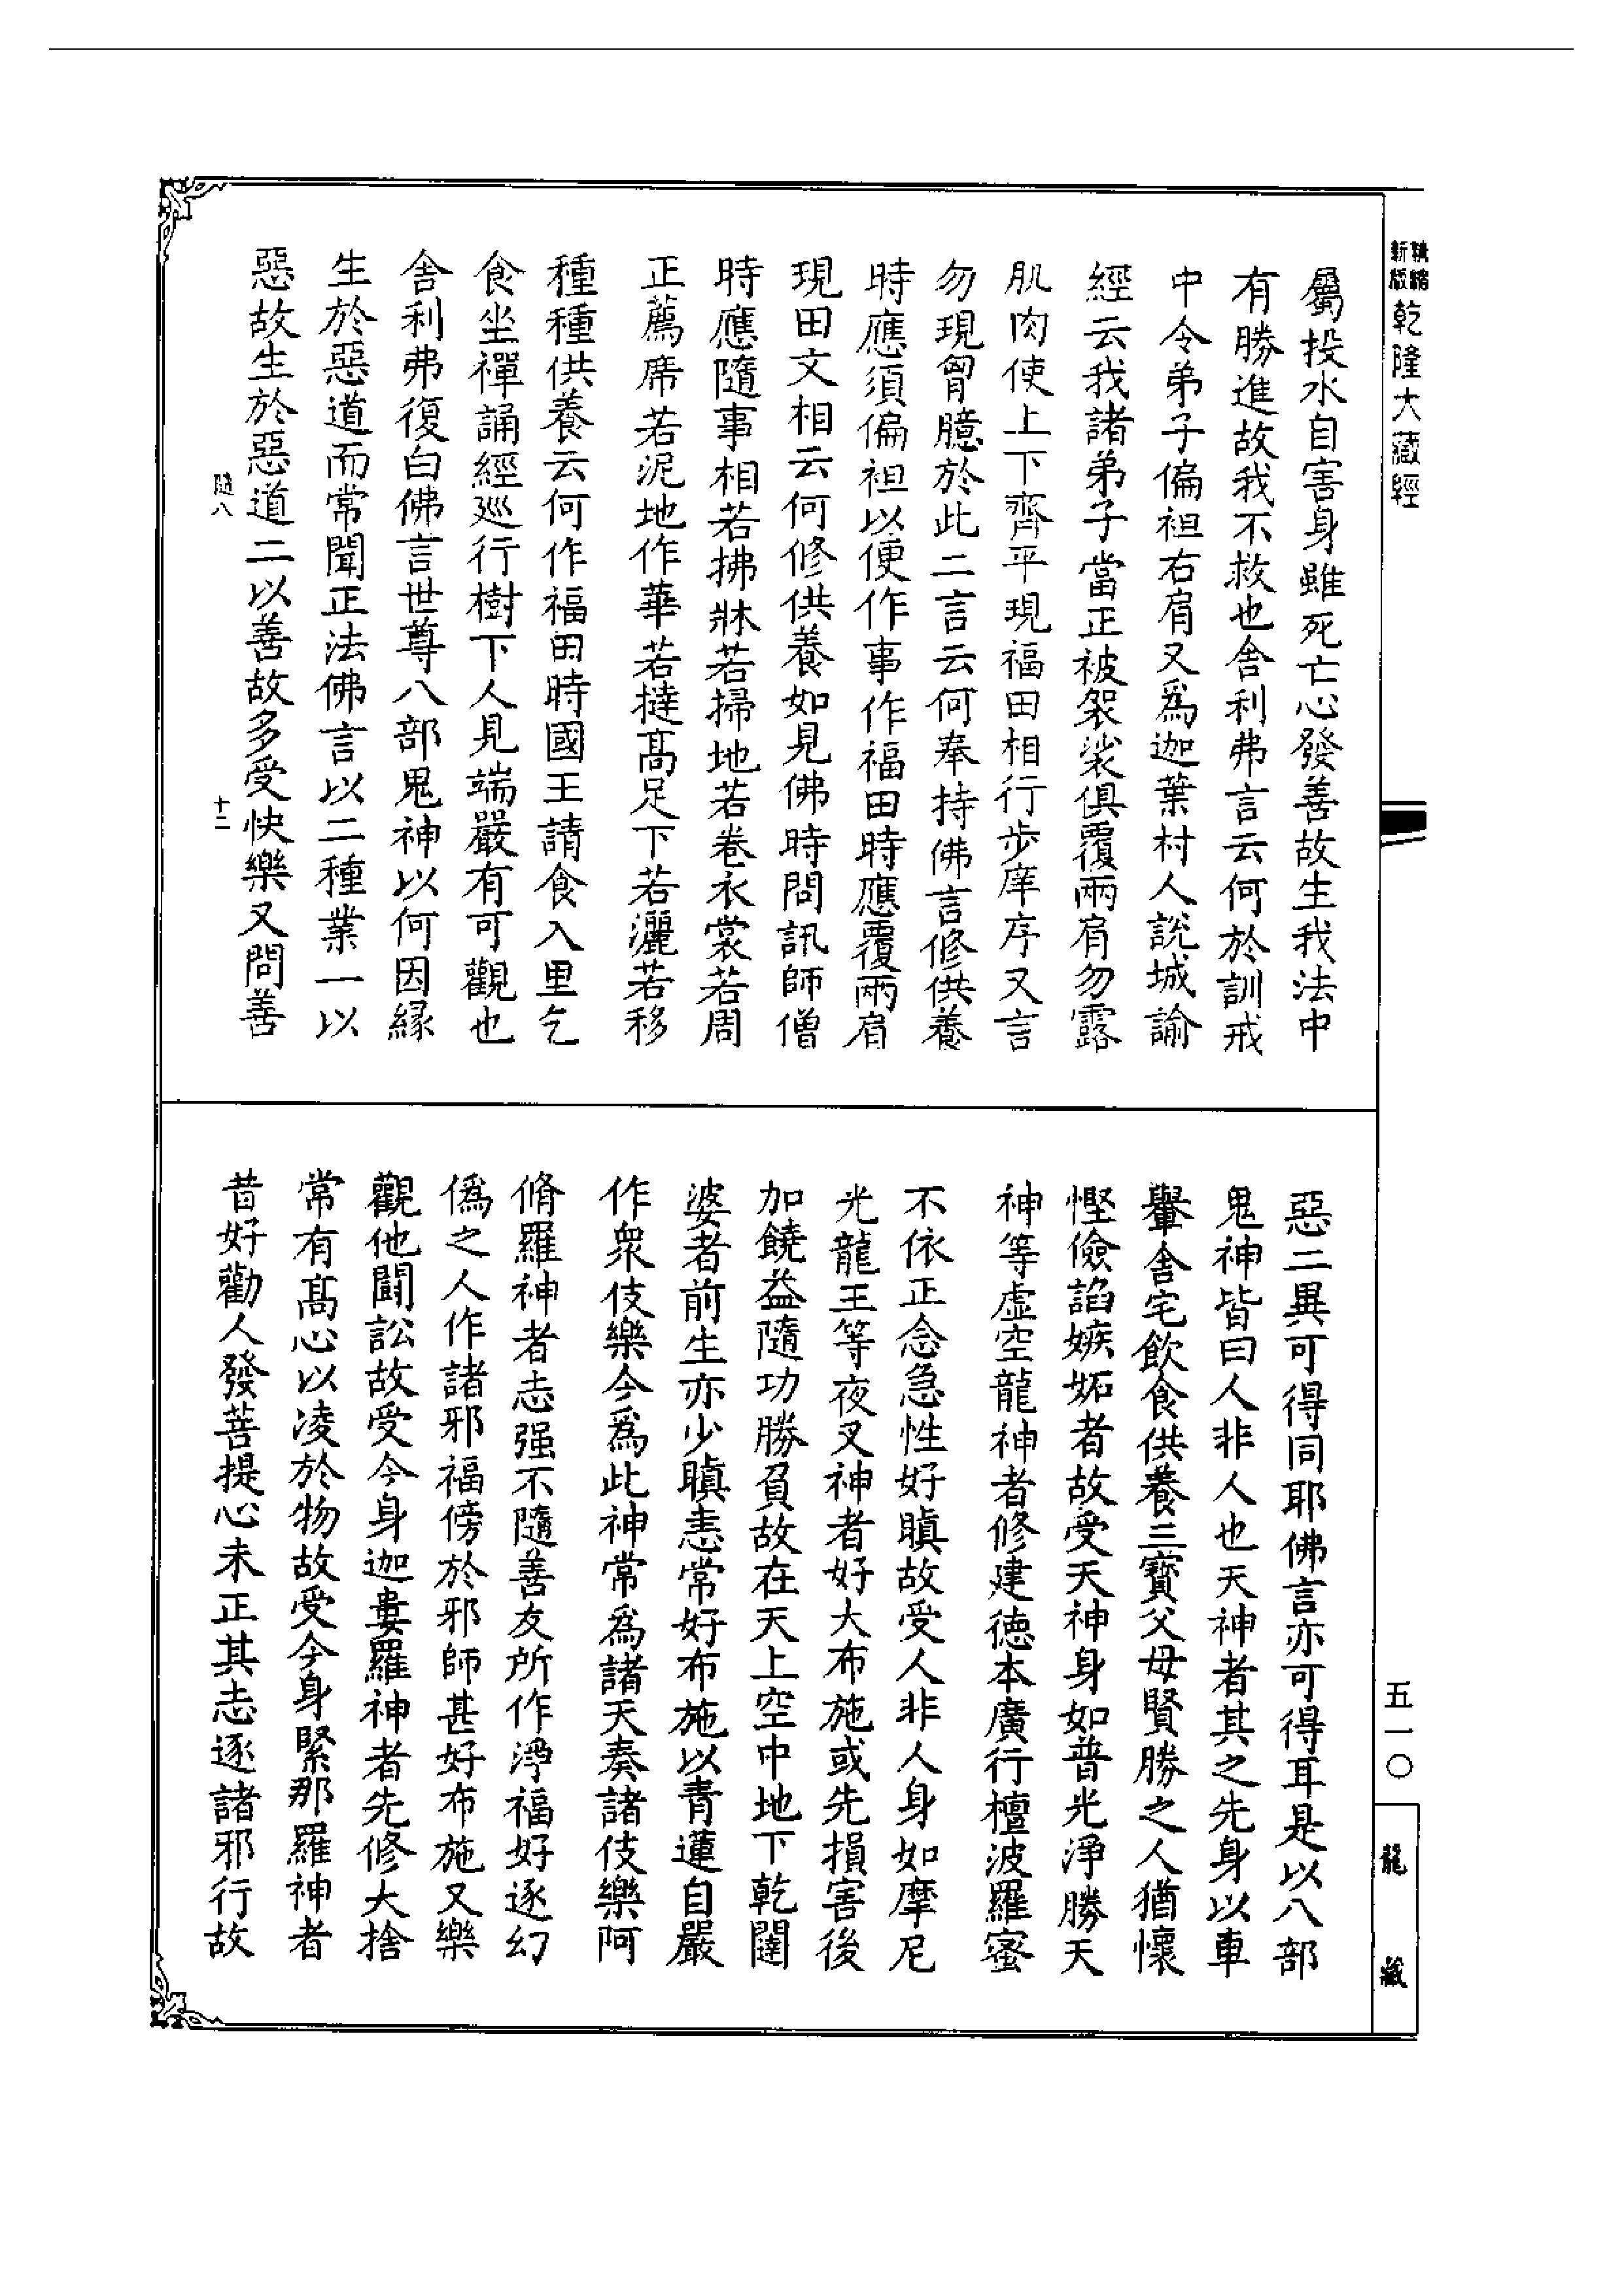 精縮新版乾隆大藏經
屬投水自害身雖死亡心發善故生我法中
有勝進故我不救也舍利弗言云何於訓戒
中令弟子偏袒右肩又爲迦葉村人說城諭
經云我諸弟子當正被袈裟俱覆兩肩勿露
肌肉使上下齊平現福田相行步庠序又言
勿現胷臆於此二言云何奉持佛言修供養
時應須偏袒以便作事作福田時應覆兩肩
現田文相云何修供養如見佛時問訊師僧
時應隨事相若拂牀若掃地若卷衣裳若周
正薦席若泥地作華若撻高足下若灑若移
種種供養云何作福田時國王請食入里乞
食坐禪誦經巡行樹下人見端嚴有可觀也
舍利弗復白佛言世尊八部鬼神以何因緣
生於惡道而常聞正法佛言以二種業一以
惡故生於惡道二以善故多受快樂又問善
隨八
十二
惡二異可得同耶佛言亦可得耳是以八部
鬼神皆曰人非人也天神者其之先身以車
轝舍宅飲食供養三寶父母賢勝之人猶懷
慳儉諂嫉妬者故受天神身如普光淨勝天
神等虛空龍神者修建德本廣行檀波羅蜜
不依正念急性好瞋故受人非人身如摩尼
光龍王等夜叉神者好大布施或先損害後
加饒益隨功勝負故在天上空中地下乾闥
婆者前生亦少瞋恚常好布施以青蓮自嚴
作衆伎樂今爲此神常爲諸天奏諸伎樂阿
脩羅神者志强不隨善友所作淨福好逐幻
僞之人作諸邪福傍於邪師甚好布施又樂
觀他鬪訟故受今身迦婁羅神者先修大捨
常有高心以凌於物故受今身緊那羅神者
昔好勸人發菩提心未正其志逐諸邪行故
五一〇
龍藏